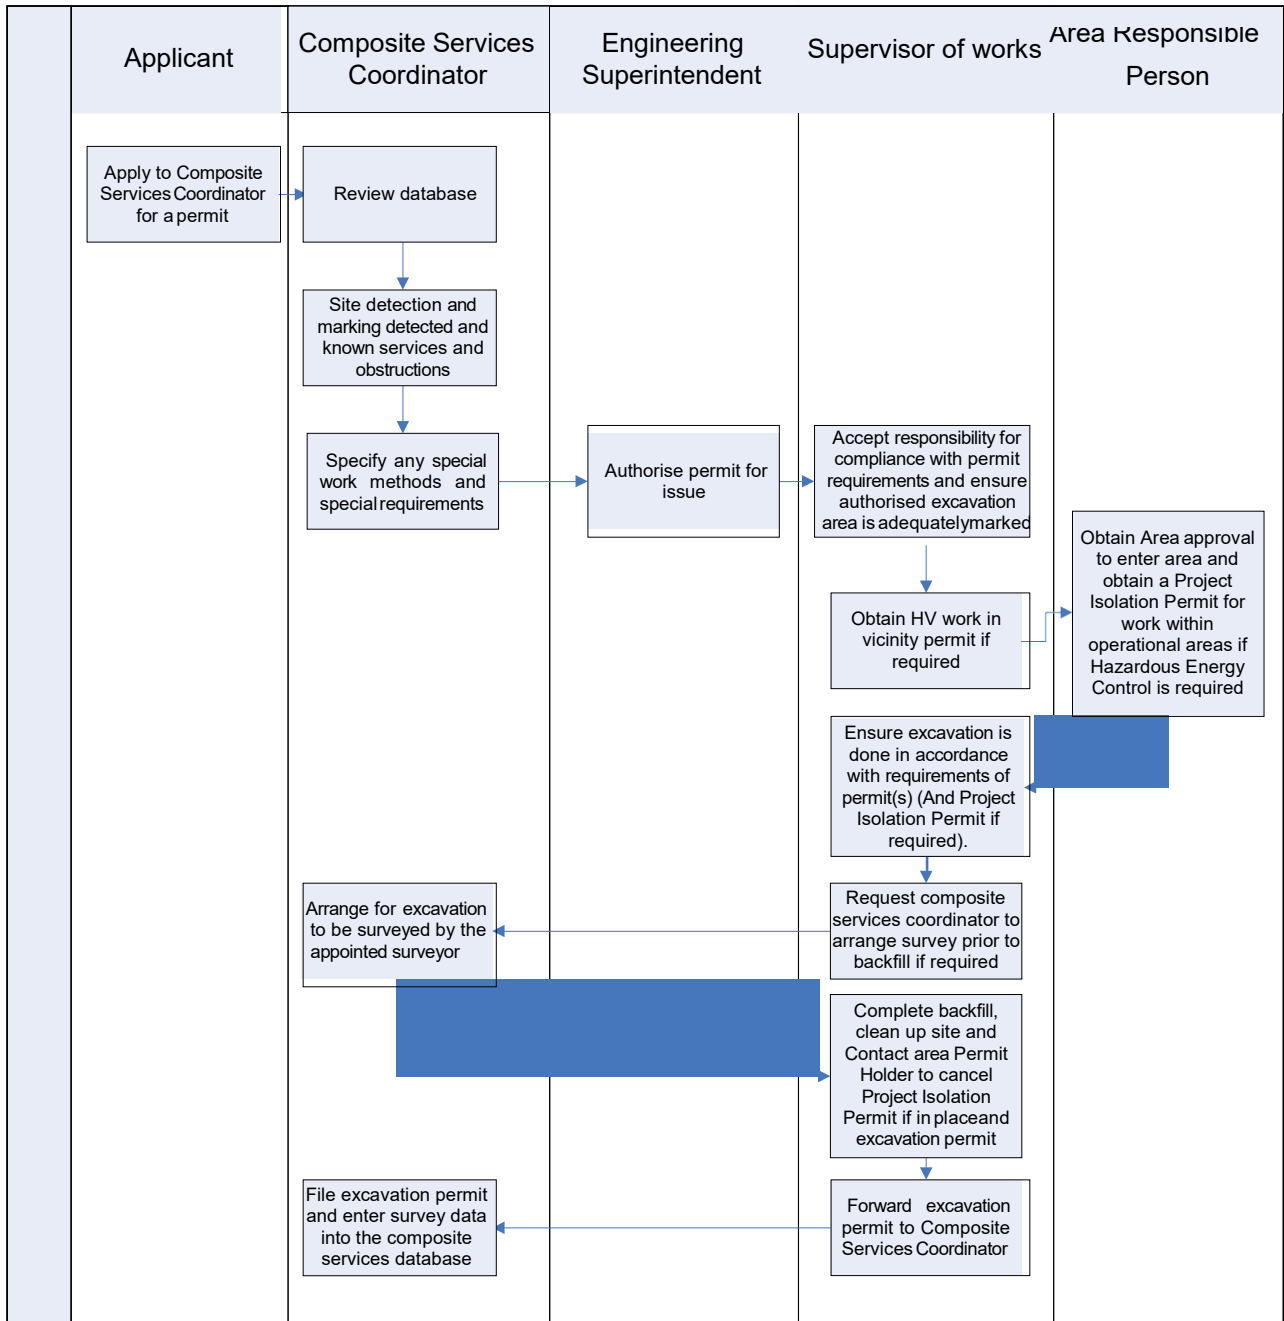 Applicant
Composite Services
Coordinator
Engineering
Superintendent
Supervisor of works
Area Responsible
Person
Apply to Composite
Services Coordinator
for a permit
Review database
Site detection and
marking detected and
known services and
obstructions
Specify any special
work methods and
special requirements
Authorise permit for
issue
Accept responsibility for
compliance with permit
requirements and ensure
authorised excavation
area is adequatelymarked
Obtain HV work in
vicinity permit if
required
Obtain Area approval
to enter area and
obtain a Project
Isolation Permit for
work within
operational areas if
Hazardous Energy
Control is required
Ensure excavation is
done in accordance
with requirements of
permit(s) (And Project
Isolation Permit if
required).
Request composite
services coordinator to
arrange survey prior to
backfill if required
Arrange for excavation
to be surveyed by the
appointed surveyor
Complete backfill,
clean up site and
Contact area Permit
Holder to cancel
Project Isolation
Permit if in placeand
excavation permit
Forward excavation
permit to Composite
Services Coordinator
File excavation permit
and enter survey data
into the composite
services database